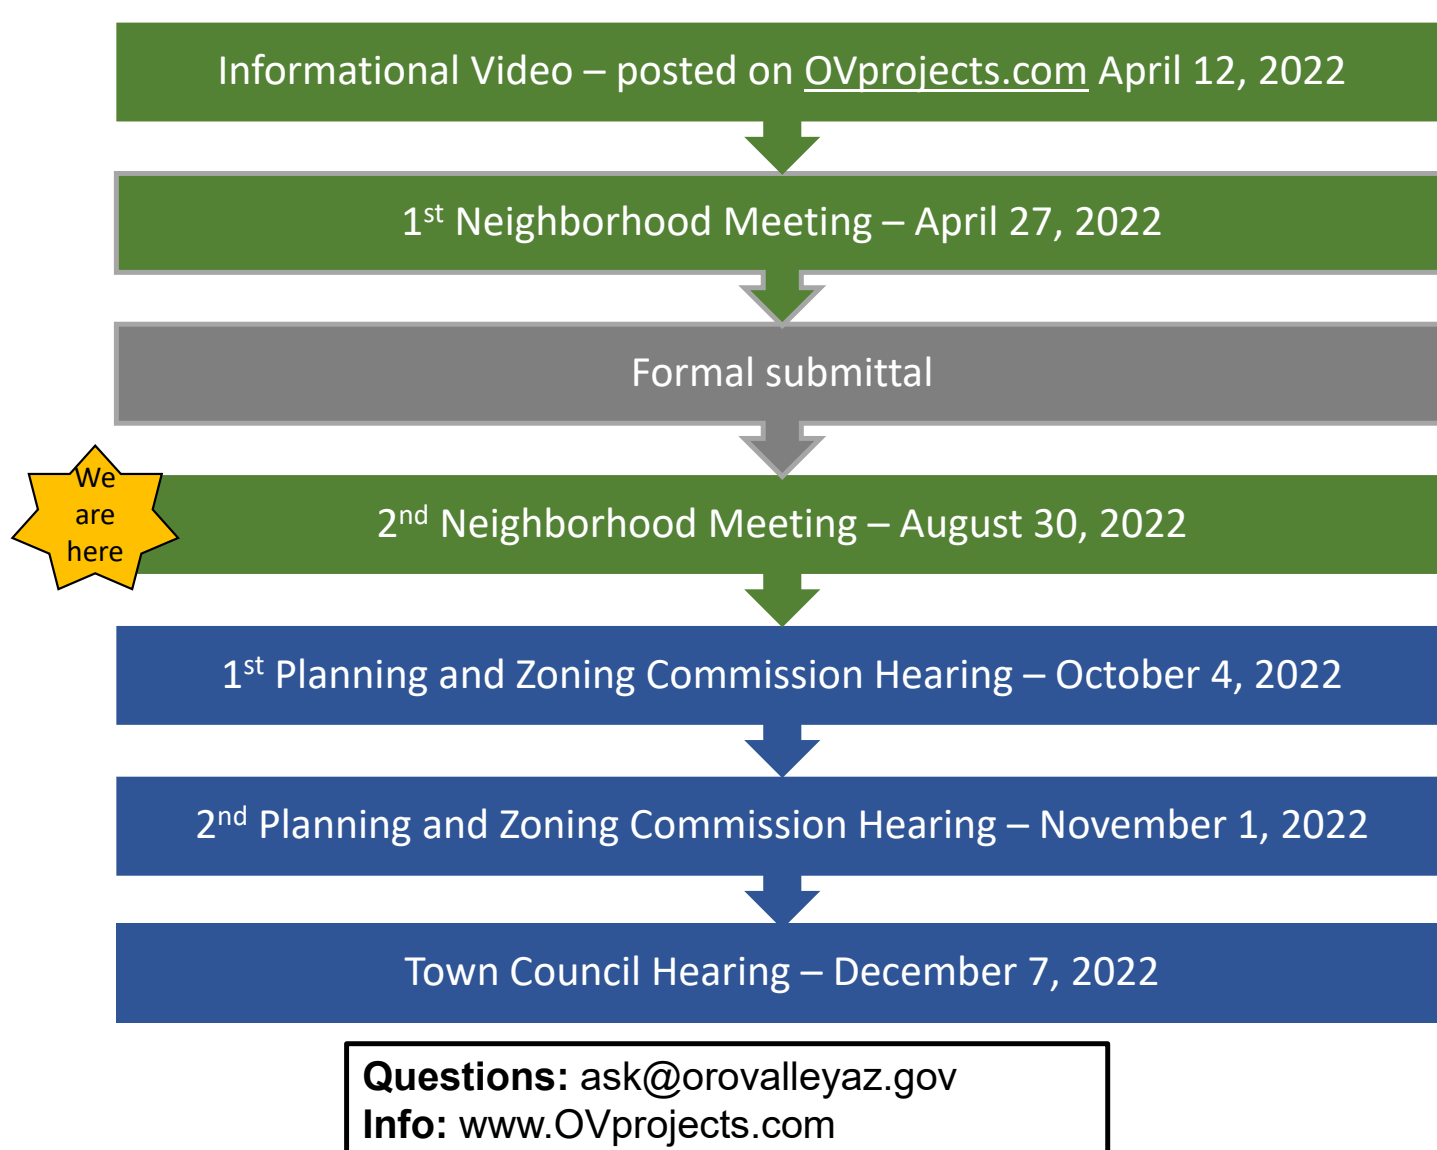 Informational Video – posted on OVprojects.com April 12, 2022
1st Neighborhood Meeting – April 27, 2022
Formal submittal
We
are
here
2nd Neighborhood Meeting – August 30, 2022
1st Planning and Zoning Commission Hearing – October 4, 2022
2nd Planning and Zoning Commission Hearing – November 1, 2022
Town Council Hearing – December 7, 2022
Questions: ask@orovalleyaz.gov
Info: www.OVprojects.com